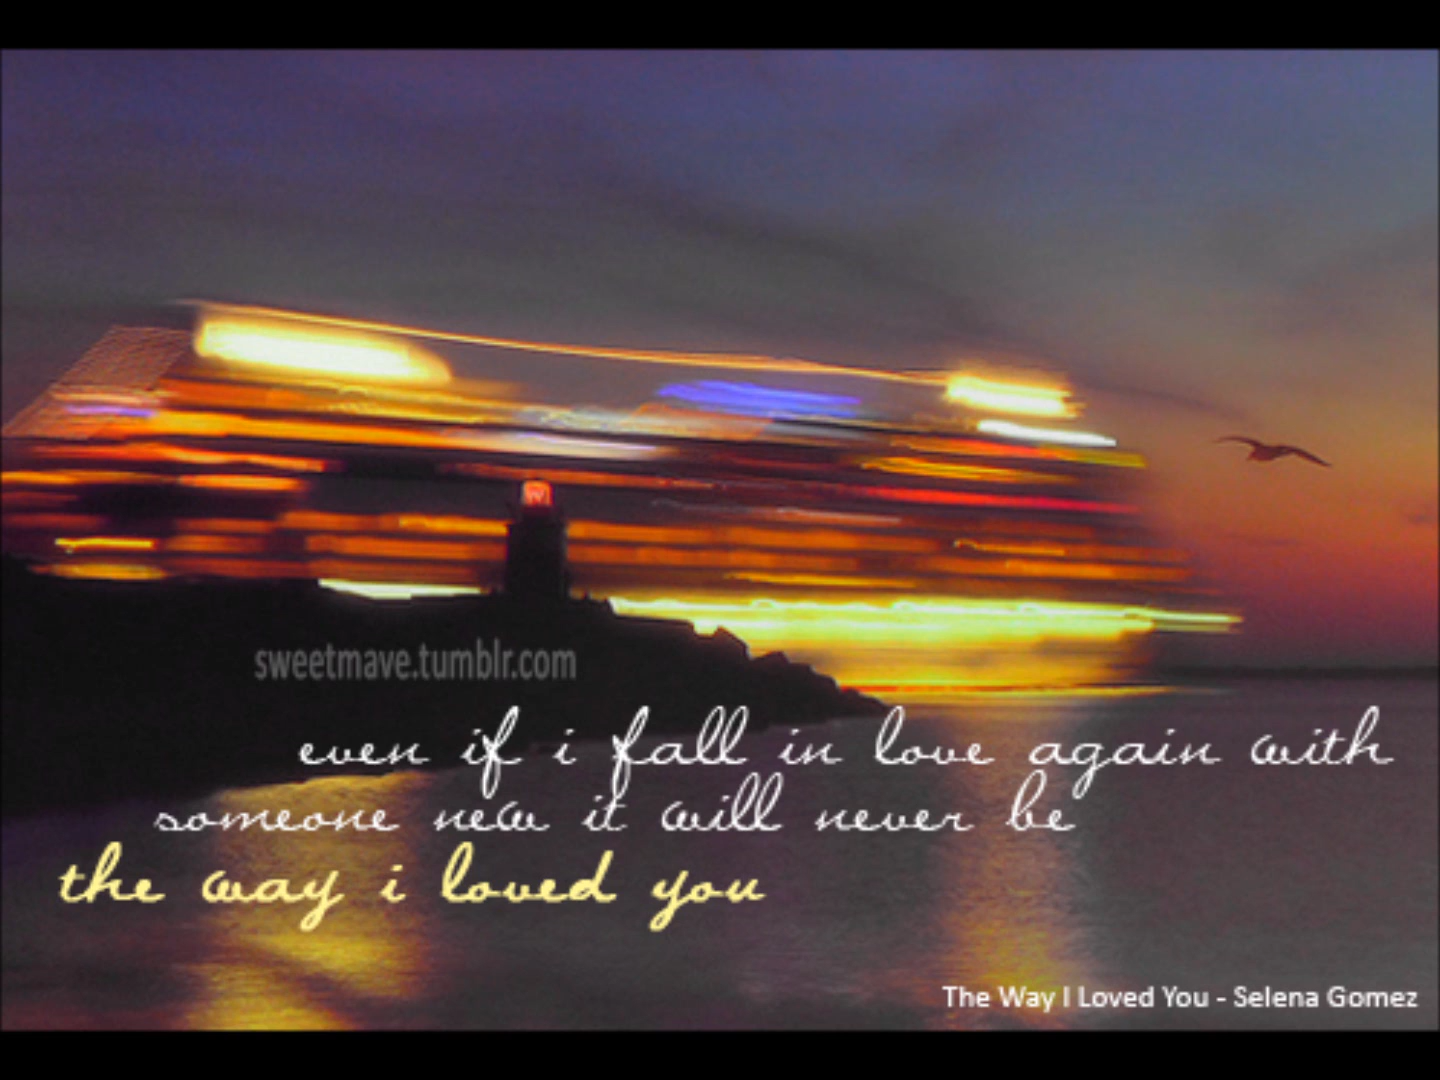 sweetmave.tumblr.com
even if i fall in love again with
someone new it will never be
the way i loved you
The Way I Loved You - Selena Gomez